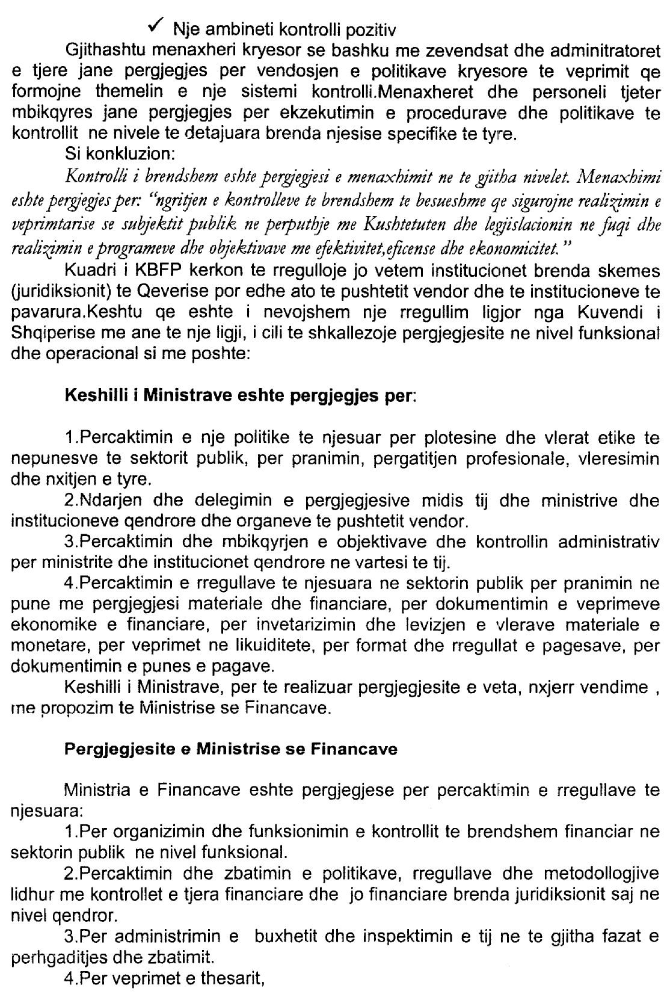 ✓ Nje ambineti kontrolli pozitiv
Gjithashtu menaxheri kryesor se bashku me zevendsat dhe adminitratoret
e tjere jane pergjegjes per vendosjen e politikave kryesore te veprimit qe
formojne themelin e nje sistemi kontrolli.Menaxheret dhe personeli tjeter
mbikqyres jane pergjegjes per ekzekutimin e procedurave dhe politikave te
kontrollit ne nivele te detajuara brenda njesise specifike te tyre.
Si konkluzion:
Kontrolli i brendshem eshte pergjegjesi e menaxhimit ne te gjitha nivelet. Menaxhimi
eshte pergjegjes per: “ngritjen e kontrolleve te brendshem te besueshme qe sigurojne realizimin e
veprimtarise se subjektit publik ne perputhje me Kushtetuten dhe legjislacionin ne fuqi dhe
realizimin e programeve dhe objektivave me efektivitet,eficense dhe ekonomicitet.”
Kuadri i KBFP kerkon te rregulloje jo vetem institucionet brenda skemes
(juridiksionit) te Qeverise por edhe ato te pushtetit vendor dhe te institucioneve te
pavarura.Keshtu qe eshte i nevojshem nje rregullim ligjor nga Kuvendi i
Shqiperise me ane te nje ligji, i cili te shkallezoje pergjegjesite ne nivel funksional
dhe operacional si me poshte:
Keshilli i Ministrave eshte pergjegjes per:
1.Percaktimin e nje politike te njesuar per plotesine dhe vlerat etike te
nepunesve te sektorit publik, per pranimin, pergatitjen profesionale, vleresimin
dhe nxitjen e tyre.
2.Ndarjen dhe delegimin e pergjegjesive midis tij dhe ministrive dhe
institucioneve qendrore dhe organeve te pushtetit vendor.
3.Percaktimin dhe mbikqyrjen e objektivave dhe kontrollin administrativ
per ministrite dhe institucionet qendrore ne vartesi te tij.
4.Percaktimin e rregullave te njesuara ne sektorin publik per pranimin ne
pune me pergjegjesi materiale dhe financiare, per dokumentimin e veprimeve
ekonomike e financiare, per invetarizimin dhe levizjen e vlerave materiale e
monetare, per veprimet ne likuiditete, per format dhe rregullat e pagesave, per
dokumentimin e punes e pagave.
Keshilli i Ministrave, per te realizuar pergjegjesite e veta, nxjerr vendime ,
me propozim te Ministrise se Financave.
Pergjegjesite e Ministrise se Financave
Ministria e Financave eshte pergjegjese per percaktimin e rregullave te
njesuara:
1.Per organizimin dhe funksionimin e kontrollit te brendshem financiar ne
sektorin publik ne nivel funksional.
2.Percaktimin dhe zbatimin e politikave, rregullave dhe metodollogjive
lidhur me kontrollet e tjera financiare dhe jo financiare brenda juridiksionit saj ne
nivel qendror.
3.Per administrimin e buxhetit dhe inspektimin e tij ne te gjitha fazat e
perhgaditjes dhe zbatimit.
4.Per veprimet e thesarit,